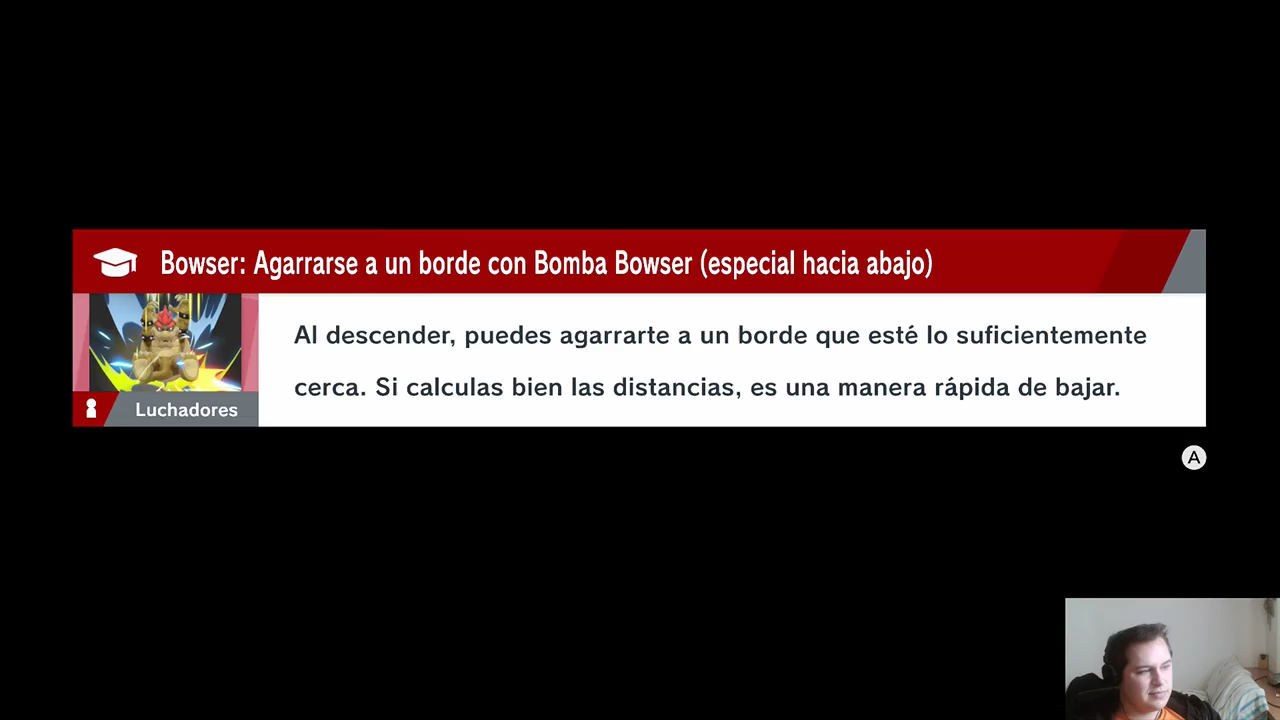 Bowser: Agarrarse a un borde con Bomba Bowser (especial hacia abajo)
Al descender, puedes agarrarte a un borde que esté lo suficientemente
cerca. Si calculas bien las distancias, es una manera rápida de bajar.
Luchadores
A